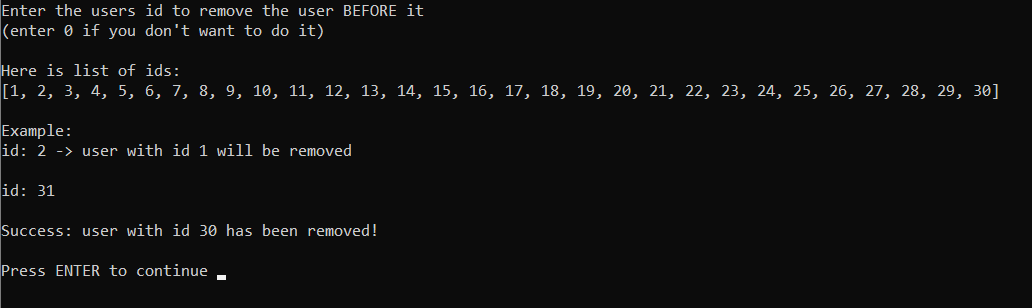 Enter the users id to remove the user BEFORE it
(enter 0 if you don't want to do it)
Here is list of ids:
[1, 2, 3, 4, 5, 6, 7, 8, 9, 10, 11, 12, 13, 14, 15, 16, 17, 18, 19, 20, 21, 22, 23, 24, 25, 26, 27, 28, 29, 30]
Example:
id: 2 -> user with id 1 will be removed
id: 31
Success: user with id 30 has been removed!
Press ENTER to continue